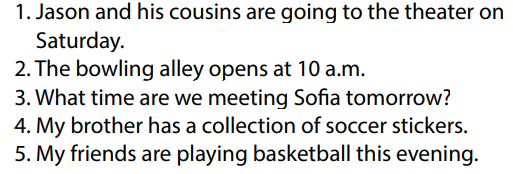 1. Jason and his cousins are going to the theater on
Saturday.
2. The bowling alley opens at 10 a.m.
3. What time are we meeting Sofia tomorrow?
4. My brother has a collection of soccer stickers.
5. My friends are playing basketball this evening.